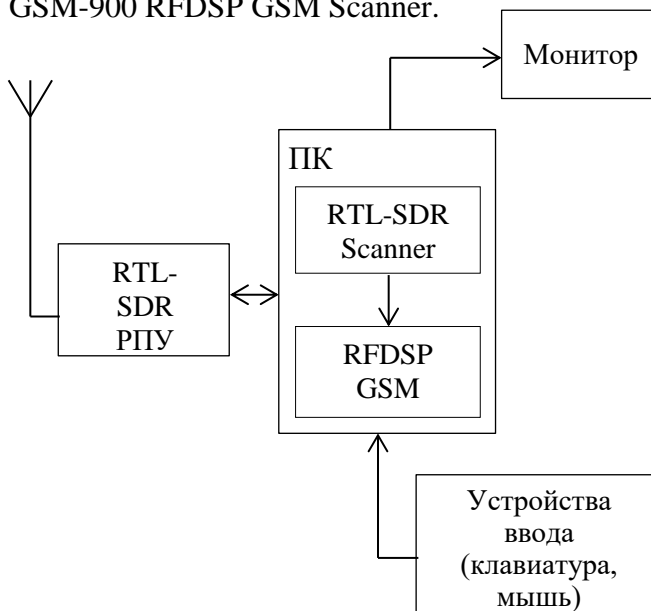 GSM-900 RFDSP GSM Scanner.
Монитор
ПК
RTL-SDR
Scanner
RTL-
SDR
РПУ
RFDSP
GSM
Устройства
ввода
(клавиатура,
мышь)